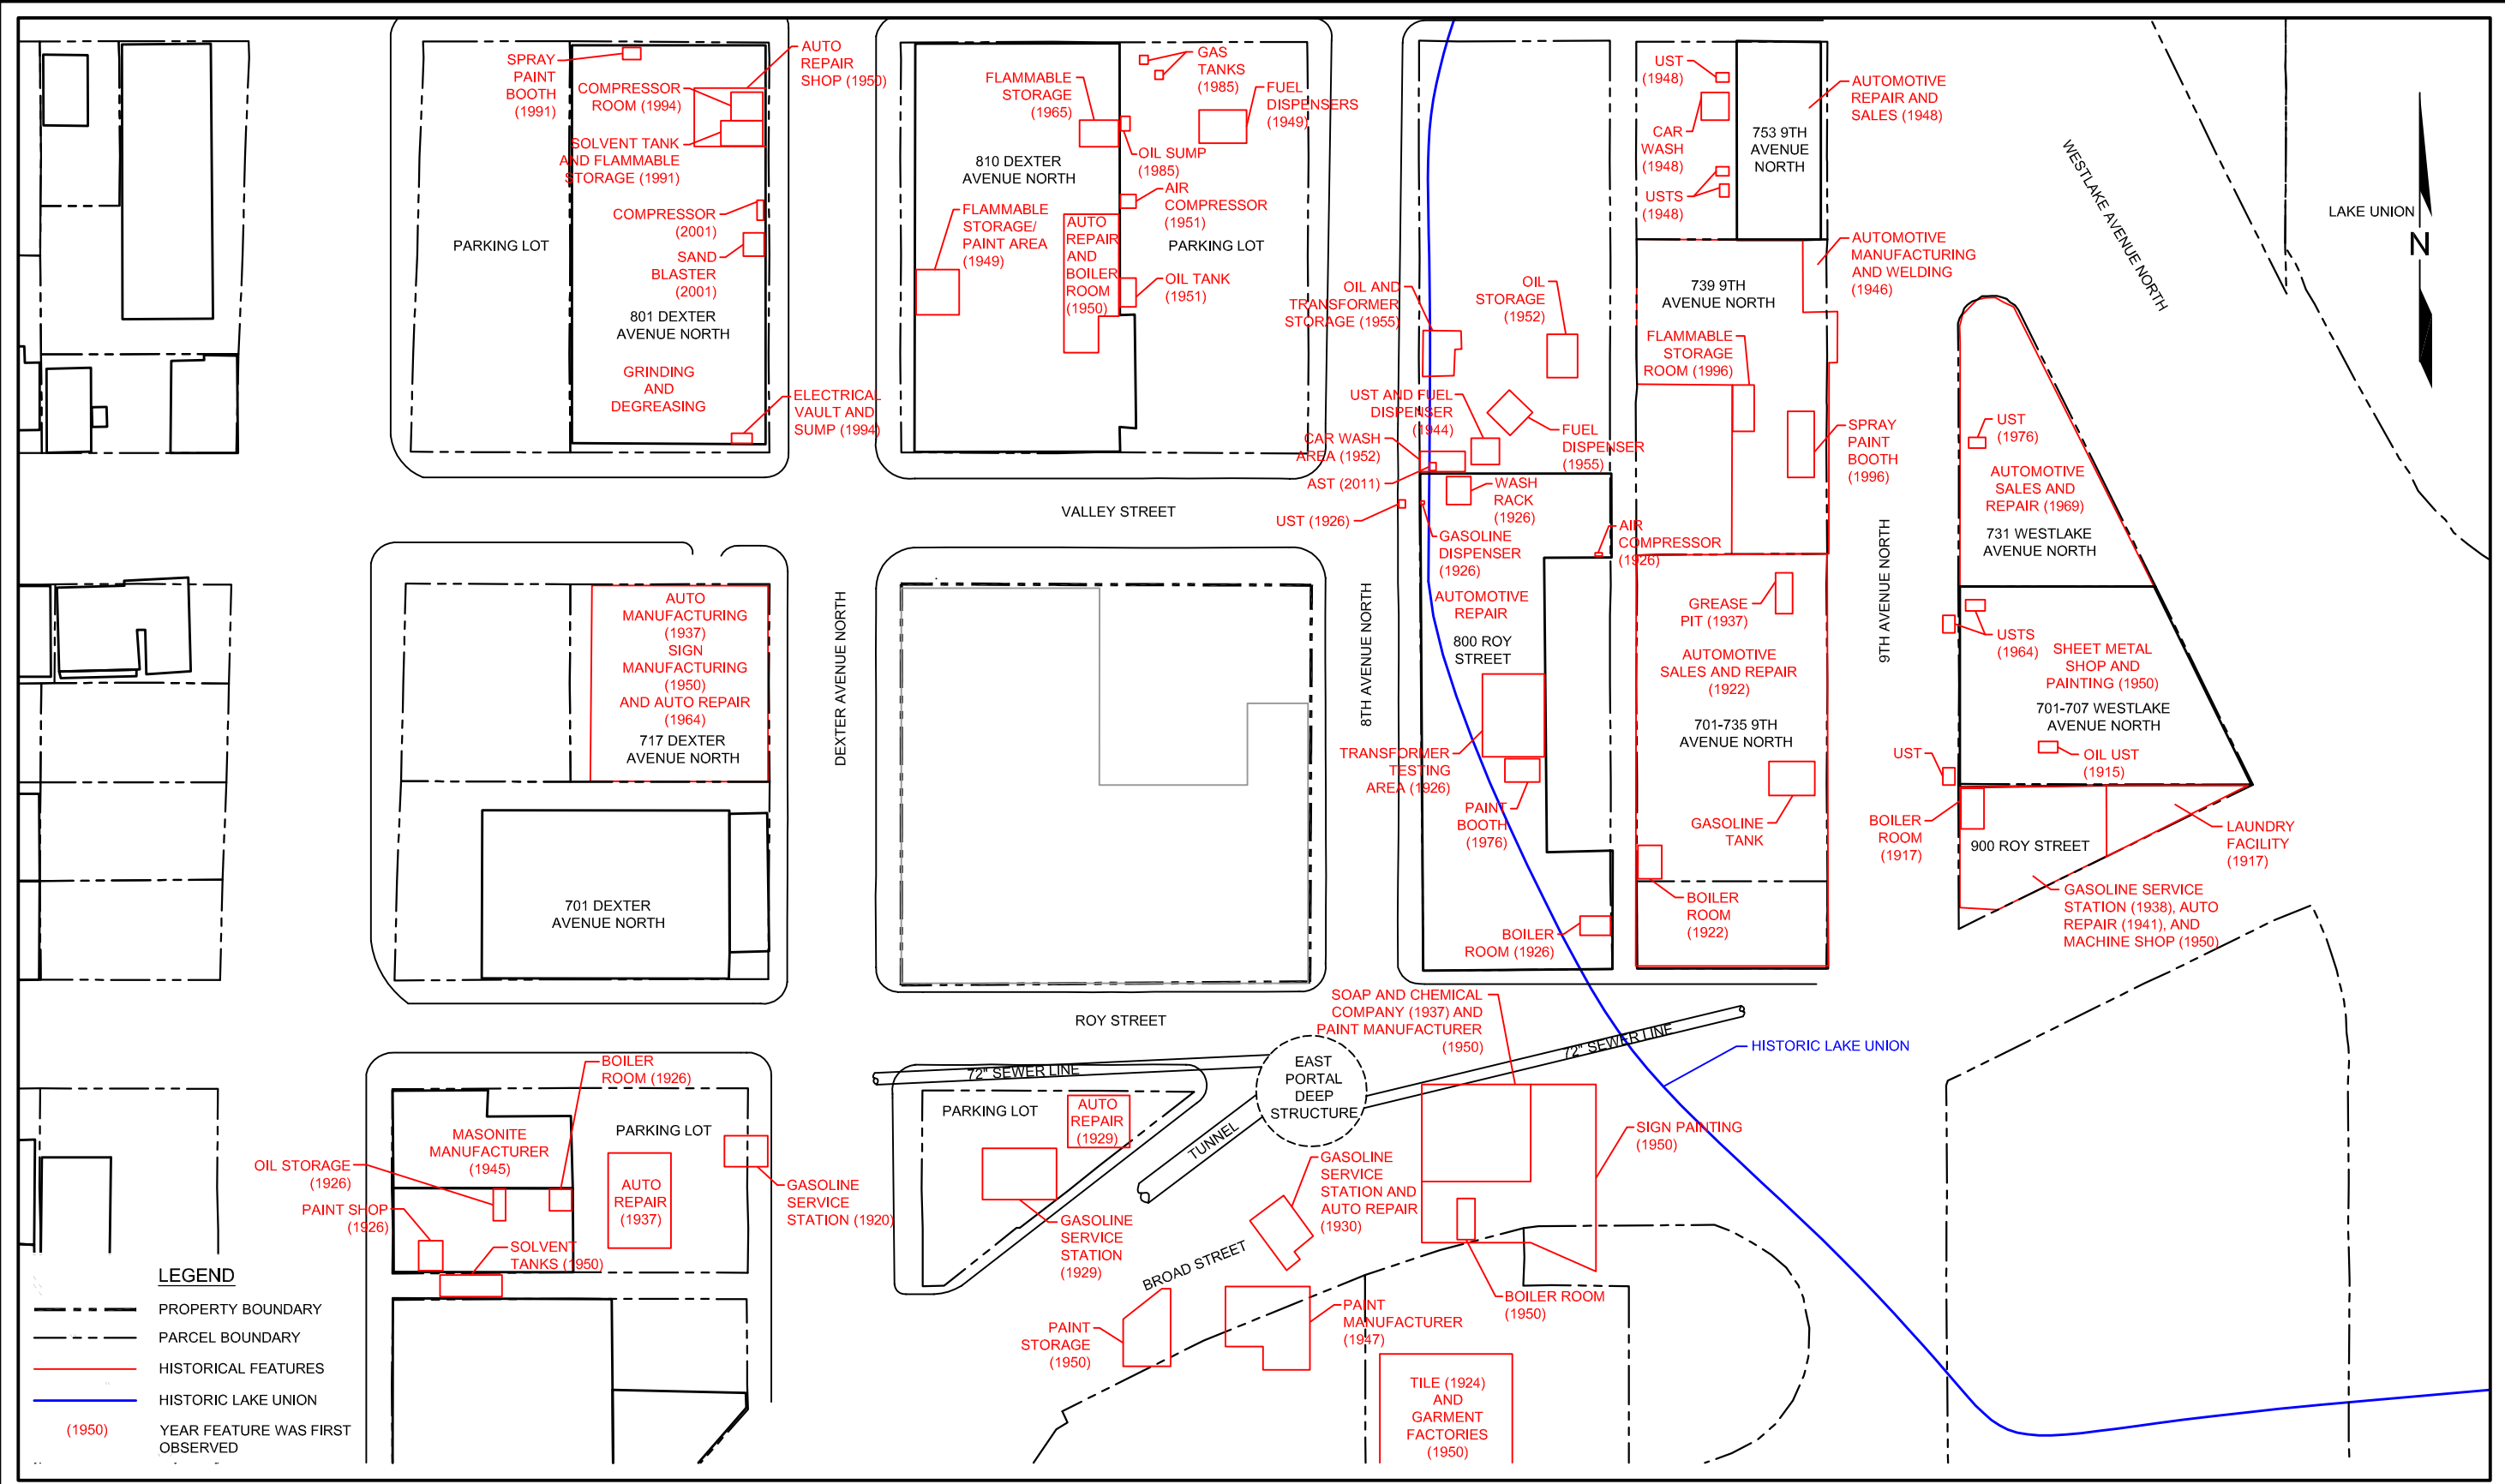 SPRAY
PAINT
BOOTH
(1991)
COMPRESSOR
ROOM (1994)
AUTO
REPAIR
SHOP (1950)
SOLVENT TANK
AND FLAMMABLE
STORAGE (1991)
COMPRESSOR
(2001)
SAND
BLASTER
(2001)
PARKING LOT
801 DEXTER
AVENUE NORTH
GRINDING
AND
DEGREASING
ELECTRICAL
VAULT AND
SUMP (1994)
FLAMMABLE
STORAGE
(1965)
GAS
TANKS
(1985)
FUEL
DISPENSERS
(1949)
810 DEXTER
AVENUE NORTH
OIL SUMP
(1985)
AIR
COMPRESSOR
(1951)
FLAMMABLE
STORAGE/
PAINT AREA
(1949)
AUTO
REPAIR
AND
BOILER
ROOM
(1950)
PARKING LOT
OIL TANK
(1951)
UST
(1948)
CAR
WASH
(1948)
USTS
(1948)
753 9TH
AVENUE
NORTH
AUTOMOTIVE
REPAIR AND
SALES (1948)
AUTOMOTIVE
MANUFACTURING
AND WELDING
(1946)
739 9TH
AVENUE NORTH
OIL AND
TRANSFORMER
STORAGE (1955)
OIL
STORAGE
(1952)
FLAMMABLE
STORAGE
ROOM (1996)
UST AND FUEL
DISPENSER
(1944)
CAR WASH
AREA (1952)
FUEL
DISPENSER
(1955)
SPRAY
PAINT
BOOTH
(1996)
AST (2011)
WASH
RACK
(1926)
UST (1926)
GASOLINE
DISPENSER
(1926)
AIR
COMPRESSOR
(1926)
WESTLAKE AVENUE NORTH
LAKE UNION
N
UST
(1976)
AUTOMOTIVE
SALES AND
REPAIR (1969)
731 WESTLAKE
AVENUE NORTH
VALLEY STREET
DEXTER AVENUE NORTH
8TH AVENUE NORTH
9TH AVENUE NORTH
AUTO
MANUFACTURING
(1937)
SIGN
MANUFACTURING
(1950)
AND AUTO REPAIR
(1964)
717 DEXTER
AVENUE NORTH
701 DEXTER
AVENUE NORTH
AUTOMOTIVE
REPAIR
800 ROY
STREET
TRANSFORMER
TESTING
AREA (1926)
PAINT
BOOTH
(1976)
BOILER
ROOM (1926)
GREASE
PIT (1937)
AUTOMOTIVE
SALES AND REPAIR
(1922)
701-735 9TH
AVENUE NORTH
GASOLINE
TANK
BOILER
ROOM
(1922)
USTS
(1964)
SHEET METAL
SHOP AND
PAINTING (1950)
701-707 WESTLAKE
AVENUE NORTH
UST
OIL UST
(1915)
BOILER
ROOM
(1917)
900 ROY STREET
LAUNDRY
FACILITY
(1917)
GASOLINE SERVICE
STATION (1938), AUTO
REPAIR (1941), AND
MACHINE SHOP (1950)
ROY STREET
SOAP AND CHEMICAL
COMPANY (1937) AND
PAINT MANUFACTURER
(1950)
72" SEWER LINE
72" SEWER LINE
EAST
PORTAL
DEEP
STRUCTURE
HISTORIC LAKE UNION
BOILER
ROOM (1926)
MASONITE
MANUFACTURER
(1945)
PARKING LOT
OIL STORAGE
(1926)
PAINT SHOP
(1926)
AUTO
REPAIR
(1937)
GASOLINE
SERVICE
STATION (1920)
SOLVENT
TANKS (1950)
PARKING LOT
AUTO
REPAIR
(1929)
TUNNEL
GASOLINE
SERVICE
STATION
(1929)
GASOLINE
SERVICE
STATION AND
AUTO REPAIR
(1930)
SIGN PAINTING
(1950)
BROAD STREET
BOILER ROOM
(1950)
PAINT
STORAGE
(1950)
PAINT
MANUFACTURER
(1947)
TILE (1924)
AND
GARMENT
FACTORIES
(1950)
LEGEND
PROPERTY BOUNDARY
PARCEL BOUNDARY
HISTORICAL FEATURES
HISTORIC LAKE UNION
(1950) YEAR FEATURE WAS FIRST
OBSERVED